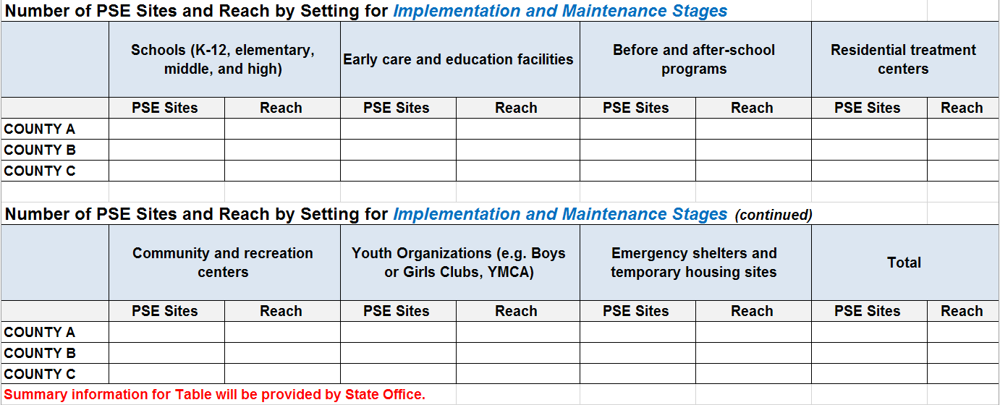 Number of PSE Sites and Reach by Setting for Implementation and Maintenance Stages
Schools (K-12, elementary, middle, and high) Early care and education facilities Before and after-school programs Residential treatment centers
PSE Sites Reach PSE Sites Reach PSE Sites Reach PSE Sites Reach
COUNTY A
COUNTY B
COUNTY C
Number of PSE Sites and Reach by Setting for Implementation and Maintenance Stages (continued)
Community and recreation centers Youth Organizations (e.g. Boys or Girls Clubs, YMCA) Emergency shelters and temporary housing sites Total
PSE Sites Reach PSE Sites Reach PSE Sites Reach PSE Sites Reach
COUNTY A
COUNTY B
COUNTY C
Summary information for Table will be provided by State Office.